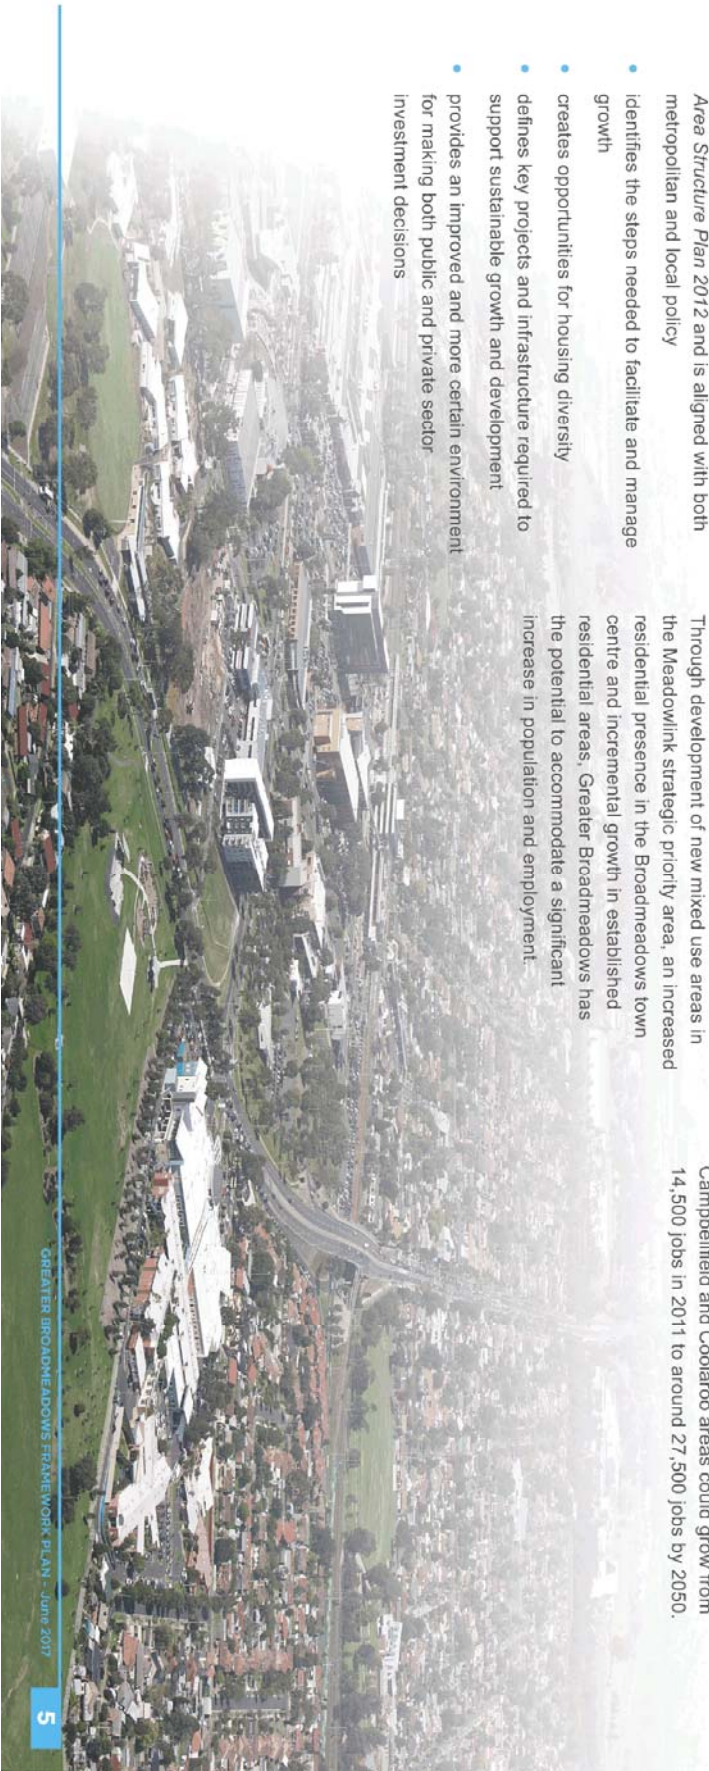 Area Structure Plan 2012 and is aligned with both
metropolitan and local policy
• identifies the steps needed to facilitate and manage
growth
• creates opportunities for housing diversity
• defines key projects and infrastructure required to
support sustainable growth and development
• provides an improved and more certain environment
for making both public and private sector
investment decisions
Through development of new mixed use areas in
the Meadowlink strategic priority area, an increased
residential presence in the Broadmeadows town
centre and incremental growth in established
residential areas, Greater Broadmeadows has
the potential to accommodate a significant
increase in population and employment.
Campbellfield and Coolaroo areas could grow from
14,500 jobs in 2011 to around 27,500 jobs by 2050.
GREATER BROADMEADOWS FRAMEWORK PLAN - June 2017
5